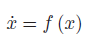 ẋ = f (x)